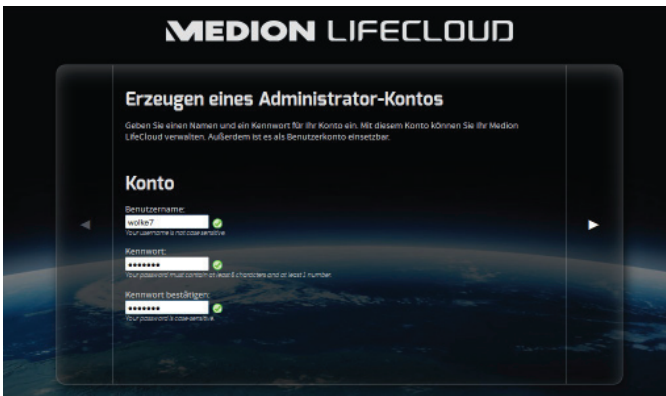 MEDION LIFECLOUD
Erzeugen eines Administrator-Kontos
Geben Sie einen Namen und ein Kennwort für Ihr Konto ein. Mit diesem Konto können Sie Ihr Medion
LifeCloud verwalten. Außerdem ist es als Benutzerkonto einsetzbar.
Konto
Benutzername:
wolke7
Your username is not case sensitive.
Kennwort:
•••••••
Your password must contain at least 6 characters and at least 1 number.
Kennwort bestätigen:
•••••••
Your password is case-sensitive.